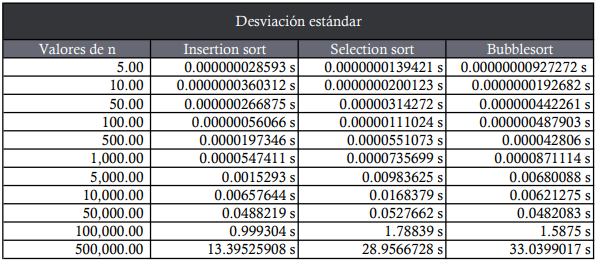 Desviación estándar
Valores de n Insertion sort Selection sort Bubblesort
5.00 0.000000028593 s 0.0000000139421 s 0.00000000927272 s
10.00 0.0000000360312 s 0.0000000200123 s 0.0000000192682 s
50.00 0.000000266875 s 0.00000314272 s 0.000000442261 s
100.00 0.00000056066 s 0.00000111024 s 0.000000487903 s
500.00 0.0000197346 s 0.0000551073 s 0.000042806 s
1,000.00 0.0000547411 s 0.0000735699 s 0.0000871114 s
5,000.00 0.0015293 s 0.00983625 s 0.00680088 s
10,000.00 0.00657644 s 0.0168379 s 0.00621275 s
50,000.00 0.0488219 s 0.0527662 s 0.0482083 s
100,000.00 0.999304 s 1.78839 s 1.5875 s
500,000.00 13.39525908 s 28.9566728 s 33.0399017 s